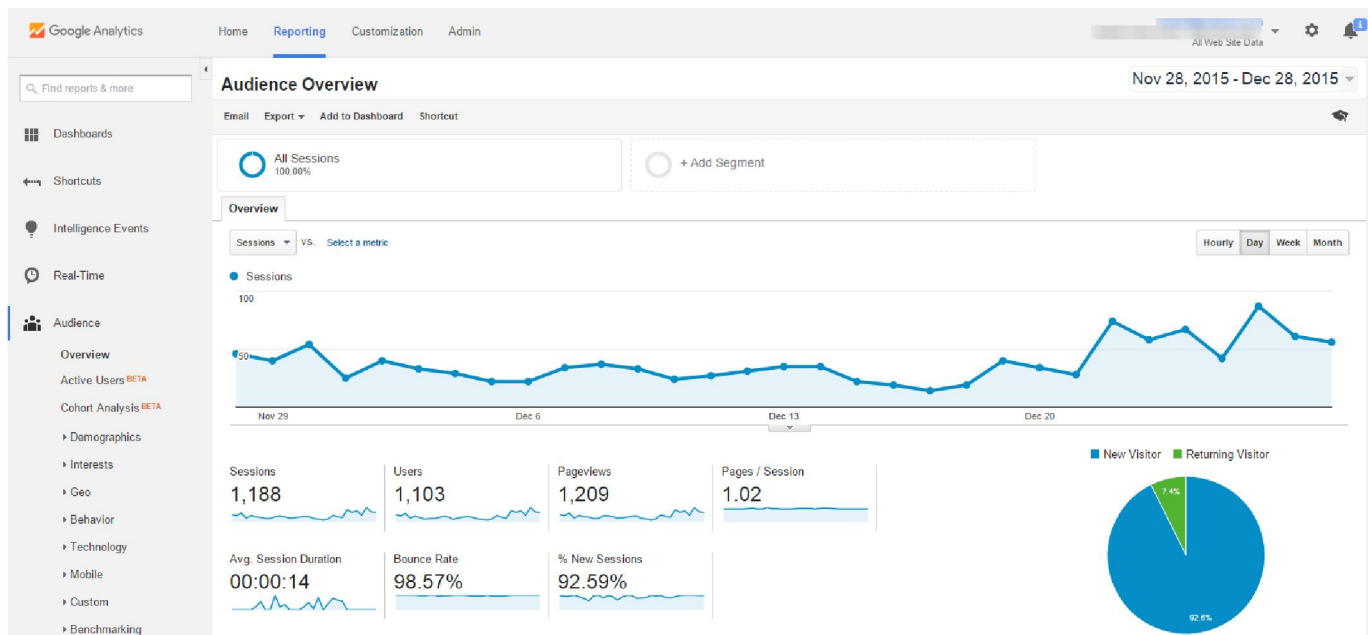 Google Analytics
Home Reporting Customization Admin
All Web Site Data
i
Find reports & more
Audience Overview
Nov 28, 2015 - Dec 28, 2015
Email Export Add to Dashboard Shortcut
Dashboards
Shortcuts
Intelligence Events
Real-Time
Audience
Overview
Active Users BETA
Cohort Analysis BETA
Demographics
Interests
Geo
Behavior
Technology
Mobile
Custom
Benchmarking
All Sessions
100.00%
+ Add Segment
Overview
Sessions VS. Select a metric
Hourly Day Week Month
Sessions
100
50
Nov 29 Dec 6 Dec 13 Dec 20
Sessions
1,188
Users
1,103
Pageviews
1,209
Pages / Session
1.02
Avg. Session Duration
00:00:14
Bounce Rate
98.57%
% New Sessions
92.59%
New Visitor Returning Visitor
7.4%
92.6%